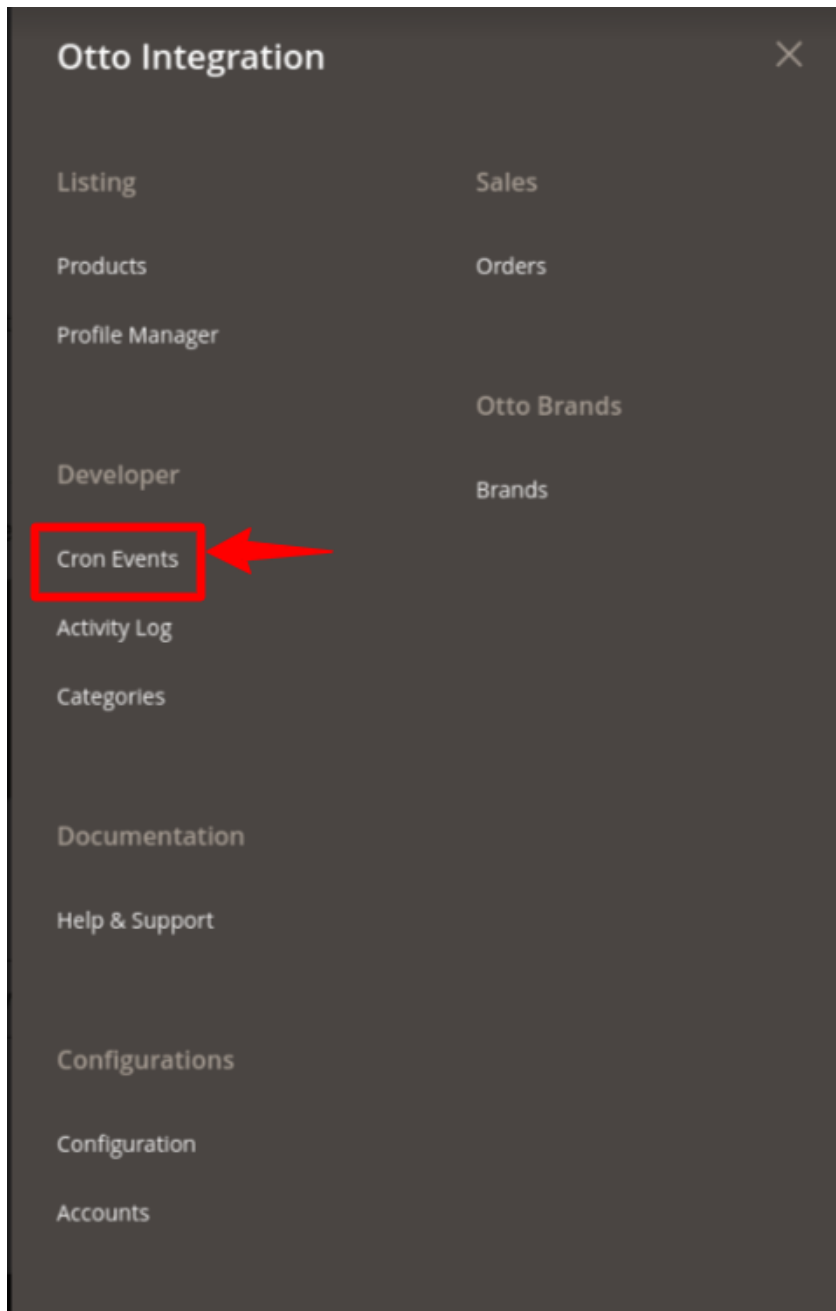 Otto Integration
Listing
Products
Profile Manager
Developer
Cron Events
Activity Log
Categories
Documentation
Help & Support
Configurations
Configuration
Accounts
Sales
Orders
Otto Brands
Brands